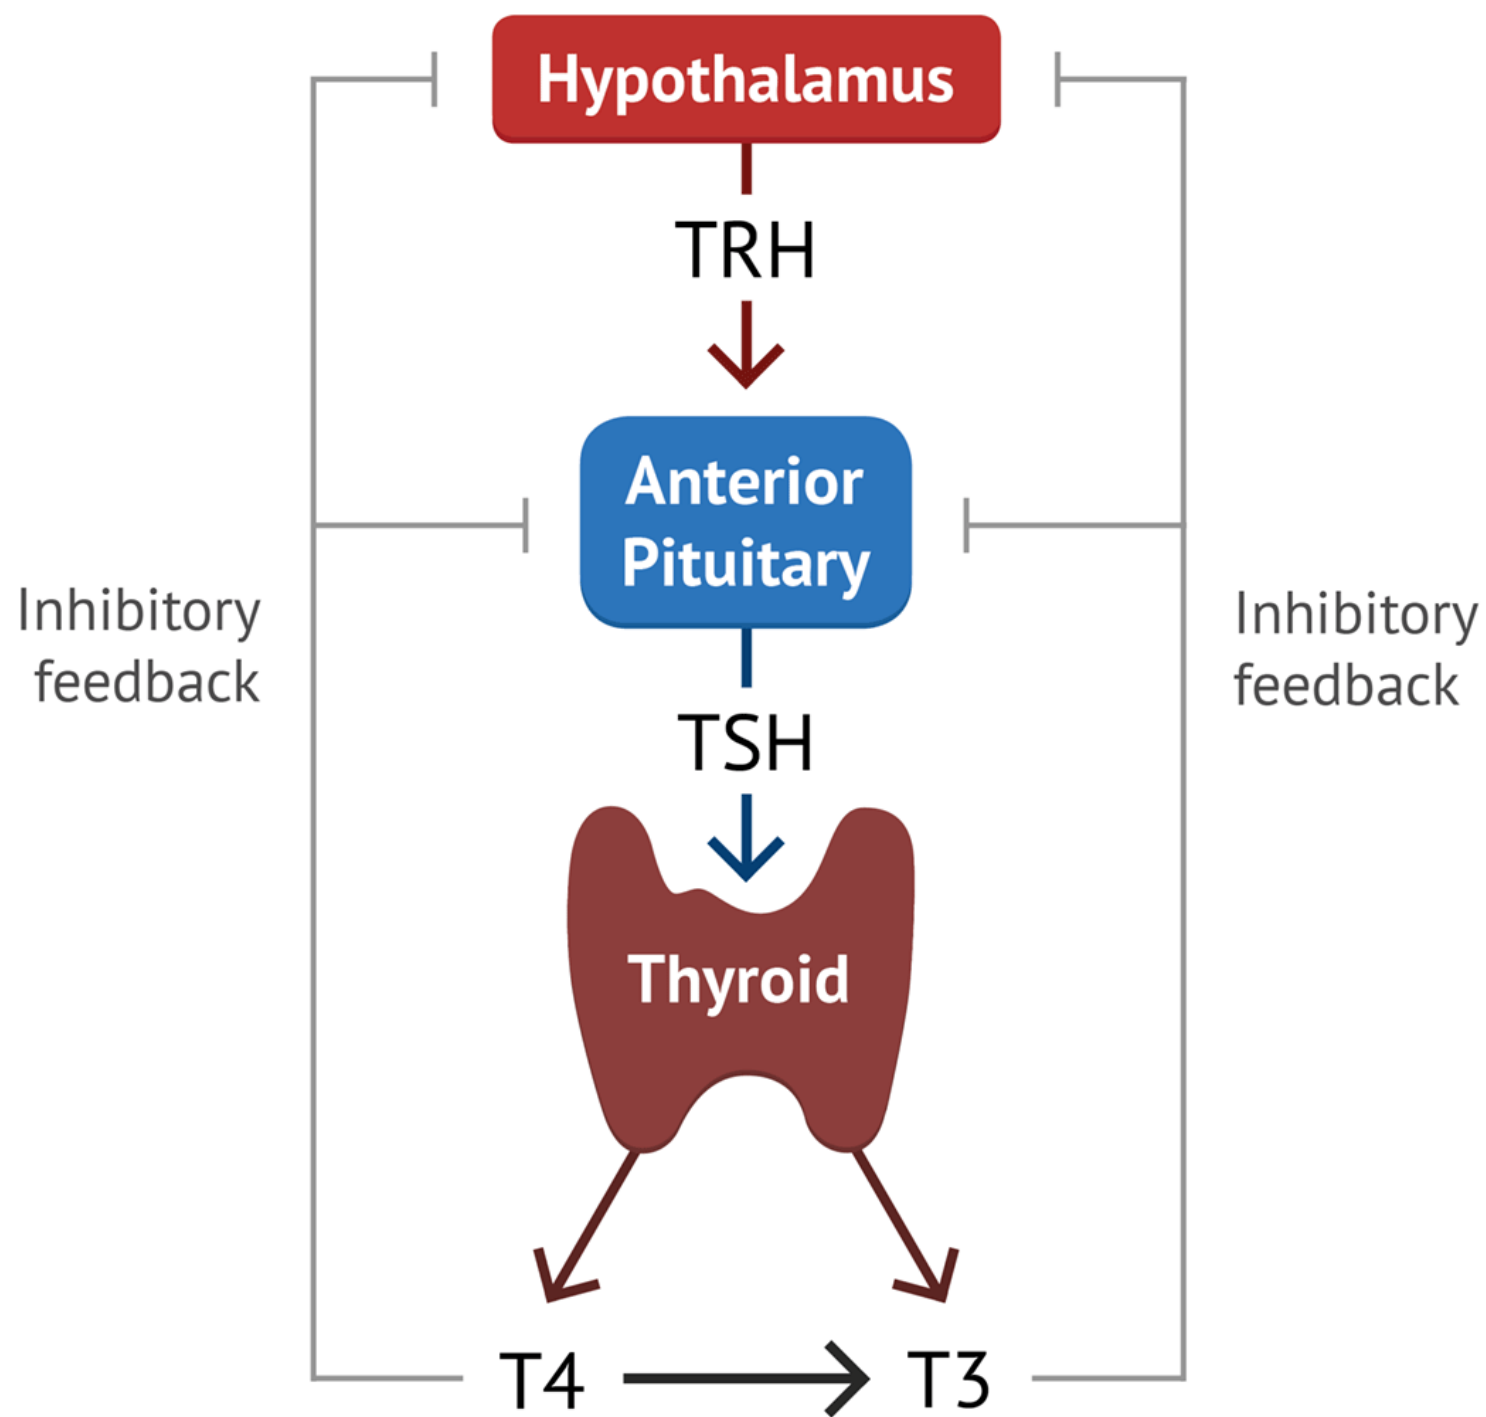 Hypothalamus
TRH
Anterior
Pituitary
Inhibitory
feedback
Inhibitory
feedback
TSH
Thyroid
T4
T3